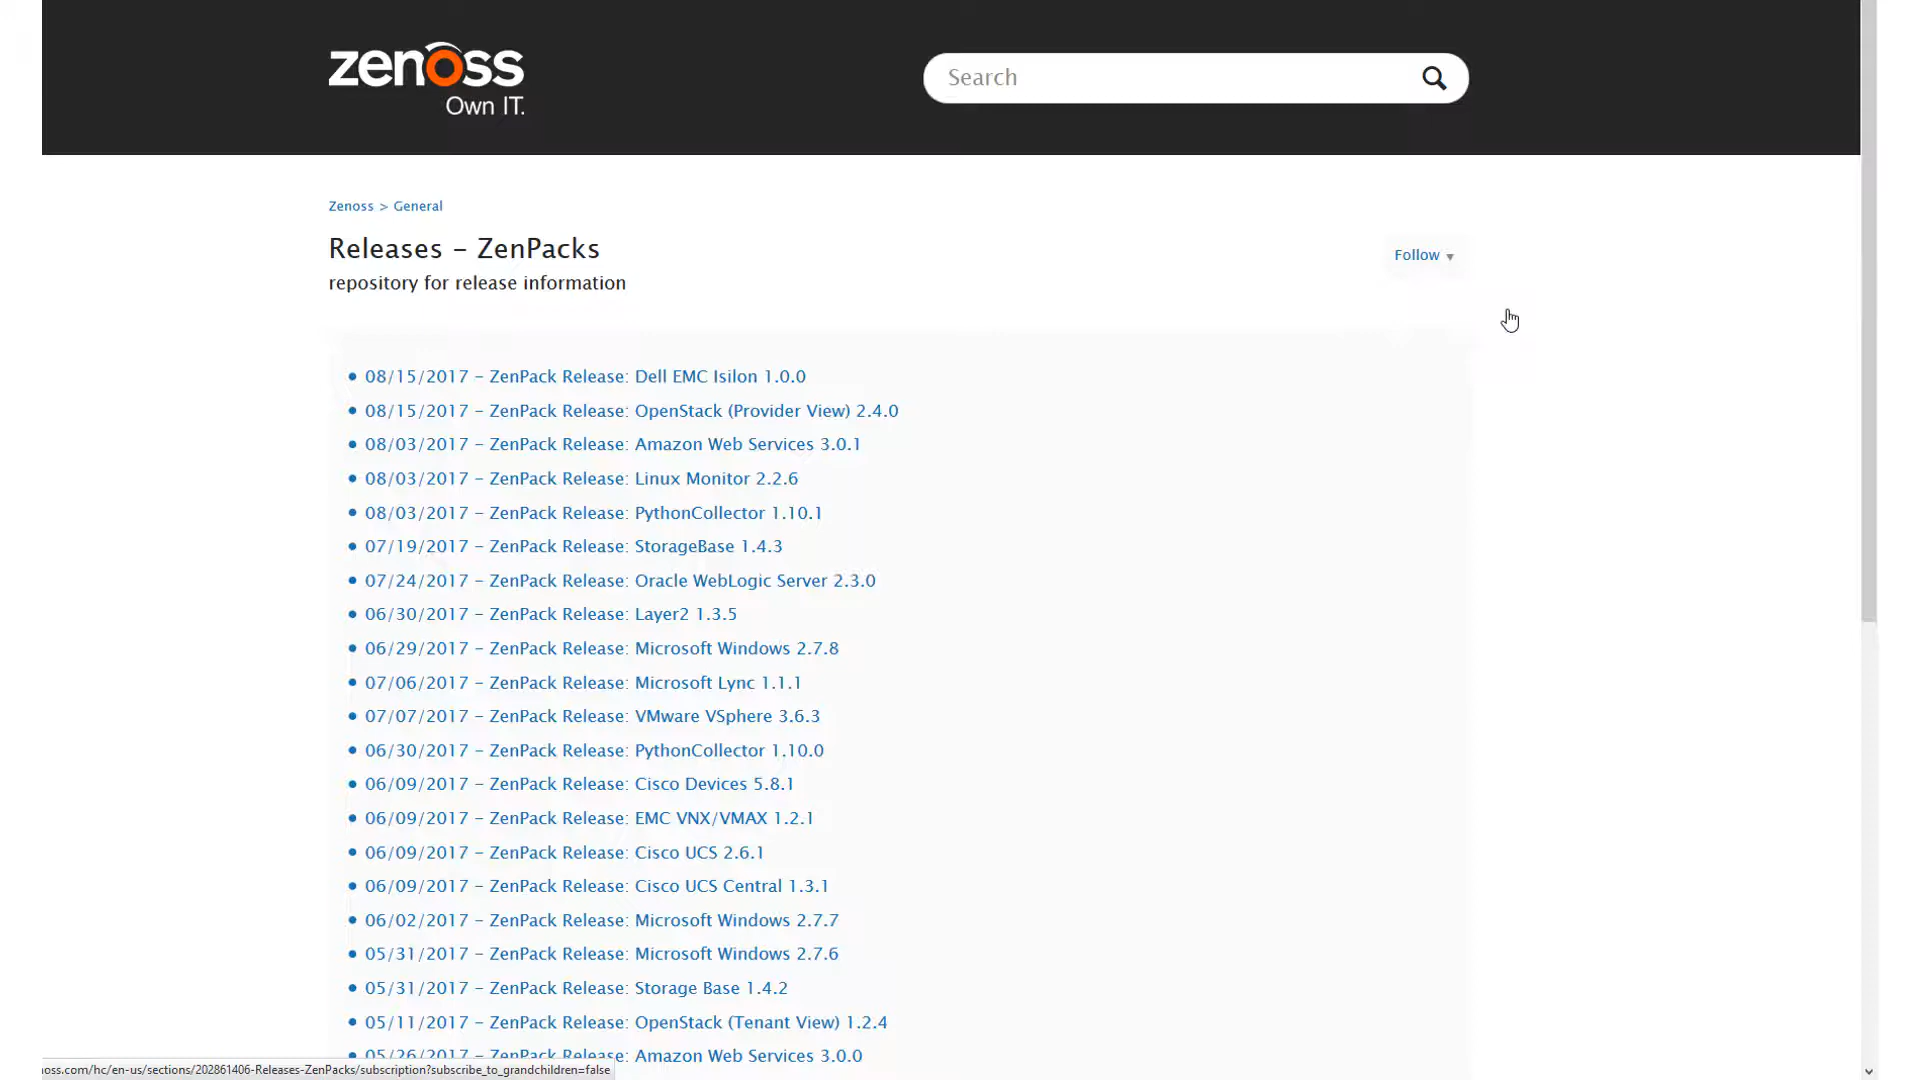 zenoss
Own IT.
Search
Zenoss > General
Releases - ZenPacks
Follow ▾
repository for release information
• 08/15/2017 - ZenPack Release: Dell EMC Isilon 1.0.0
• 08/15/2017 - ZenPack Release: OpenStack (Provider View) 2.4.0
• 08/03/2017 - ZenPack Release: Amazon Web Services 3.0.1
• 08/03/2017 - ZenPack Release: Linux Monitor 2.2.6
• 08/03/2017 - ZenPack Release: PythonCollector 1.10.1
• 07/19/2017 - ZenPack Release: StorageBase 1.4.3
• 07/24/2017 - ZenPack Release: Oracle WebLogic Server 2.3.0
• 06/30/2017 - ZenPack Release: Layer2 1.3.5
• 06/29/2017 - ZenPack Release: Microsoft Windows 2.7.8
• 07/06/2017 - ZenPack Release: Microsoft Lync 1.1.1
• 07/07/2017 - ZenPack Release: VMware VSphere 3.6.3
• 06/30/2017 - ZenPack Release: PythonCollector 1.10.0
• 06/09/2017 - ZenPack Release: Cisco Devices 5.8.1
• 06/09/2017 - ZenPack Release: EMC VNX/VMAX 1.2.1
• 06/09/2017 - ZenPack Release: Cisco UCS 2.6.1
• 06/09/2017 - ZenPack Release: Cisco UCS Central 1.3.1
• 06/02/2017 - ZenPack Release: Microsoft Windows 2.7.7
• 05/31/2017 - ZenPack Release: Microsoft Windows 2.7.6
• 05/31/2017 - ZenPack Release: Storage Base 1.4.2
• 05/11/2017 - ZenPack Release: OpenStack (Tenant View) 1.2.4
• 05/26/2017 - ZenPack Release: Amazon Web Services 3.0.0
noss.com/hc/en-us/sections/202861406-Releases-ZenPacks/subscription?subscribe_to_grandchildren=false